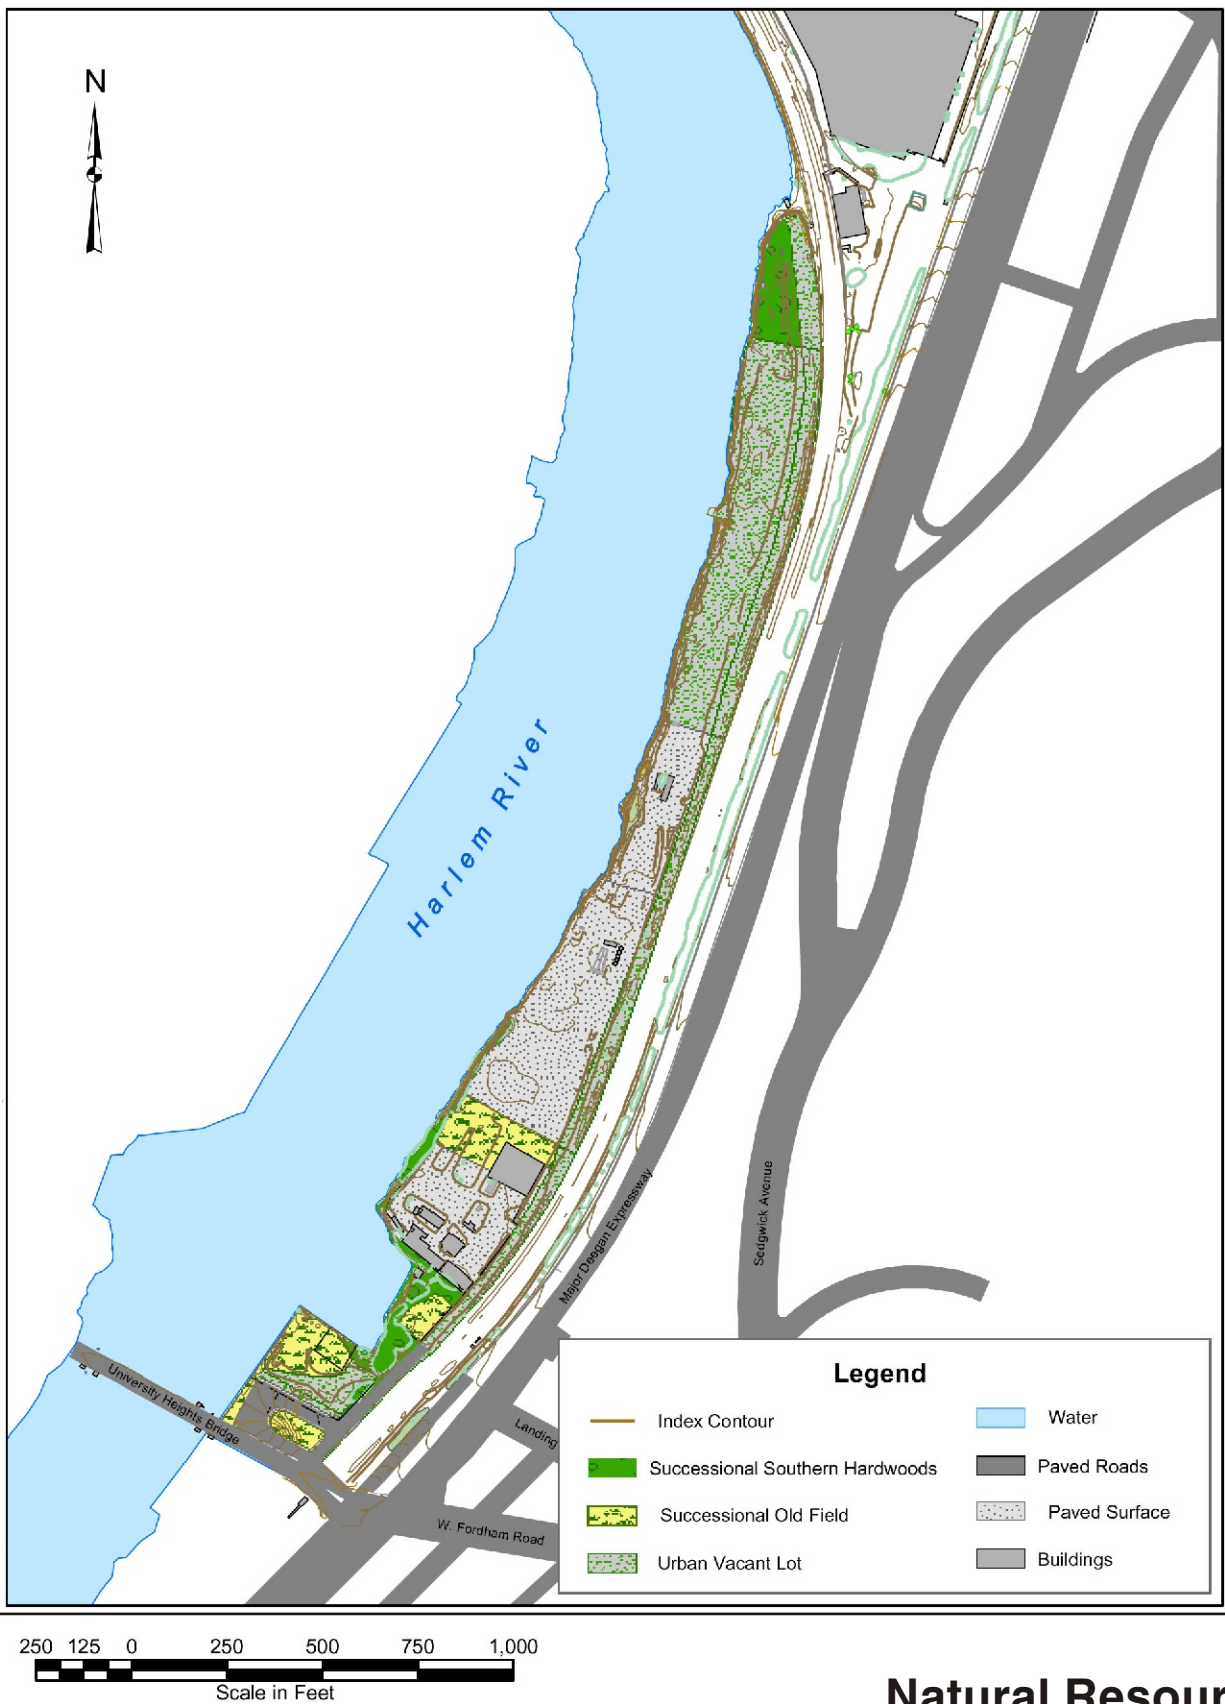 N
Harlem River
Major Deegan Expressway
Sedgwick Avenue
University Heights Bridge
Landing
W. Fordham Road
Legend
Index Contour
Successional Southern Hardwoods
Successional Old Field
Urban Vacant Lot
Water
Paved Roads
Paved Surface
Buildings
250 125 0 250 500 750 1,000
Scale in Feet
Natural Resour